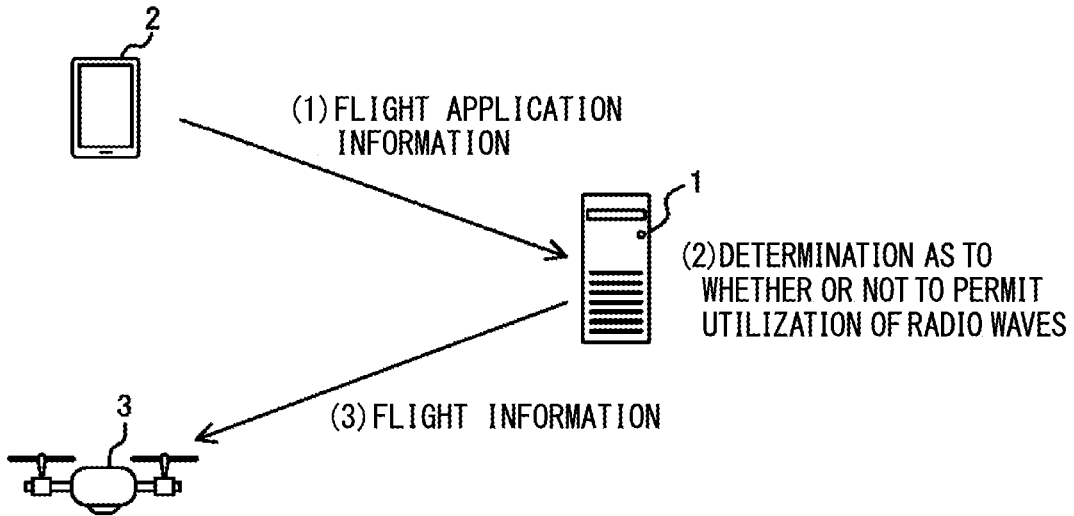 2
(1)FLIGHT APPLICATION
INFORMATION
1
(2)DETERMINATION AS TO
WHETHER OR NOT TO PERMIT
UTILIZATION OF RADIO WAVES
(3)FLIGHT INFORMATION
3